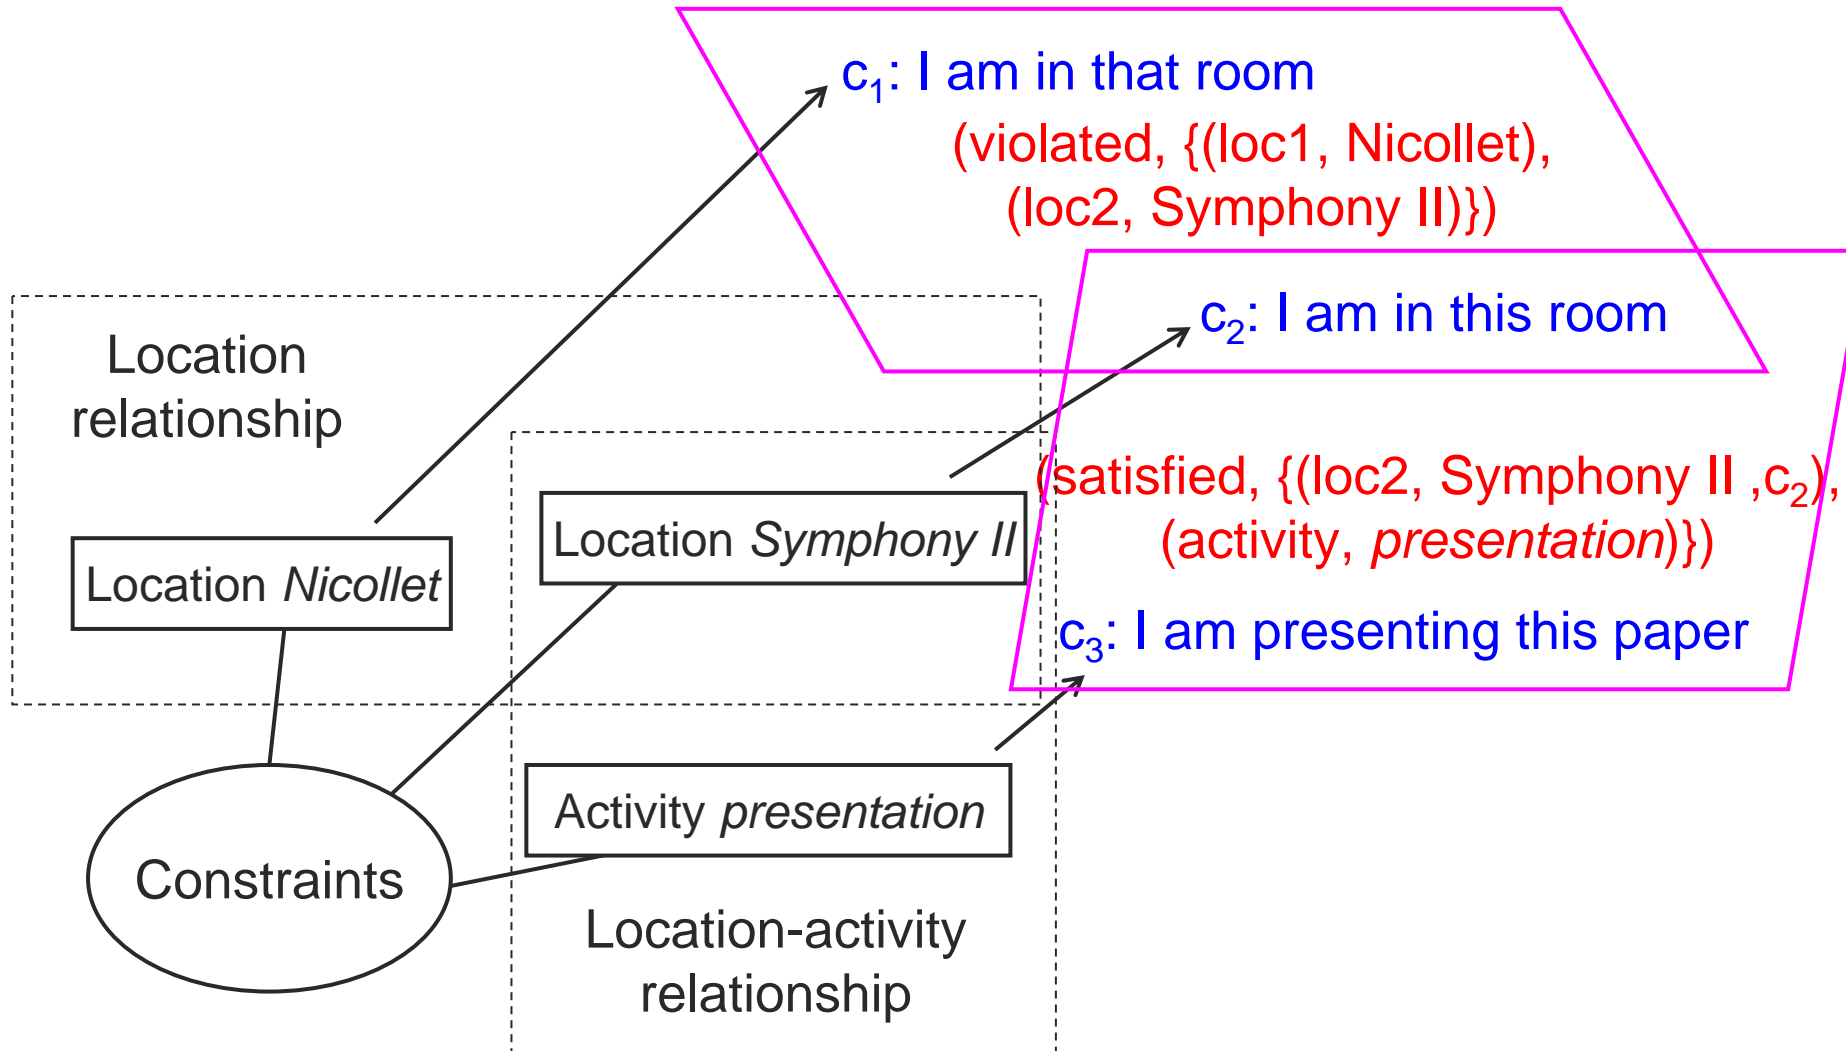 c₁: I am in that room
(violated, {(loc1, Nicollet),
(loc2, Symphony II)})
c₂: I am in this room
Location
relationship
(satisfied, {(loc2, Symphony II ,c₂),
(activity, presentation)})
Location Symphony II
Location Nicollet
c₃: I am presenting this paper
Activity presentation
Constraints
Location-activity
relationship